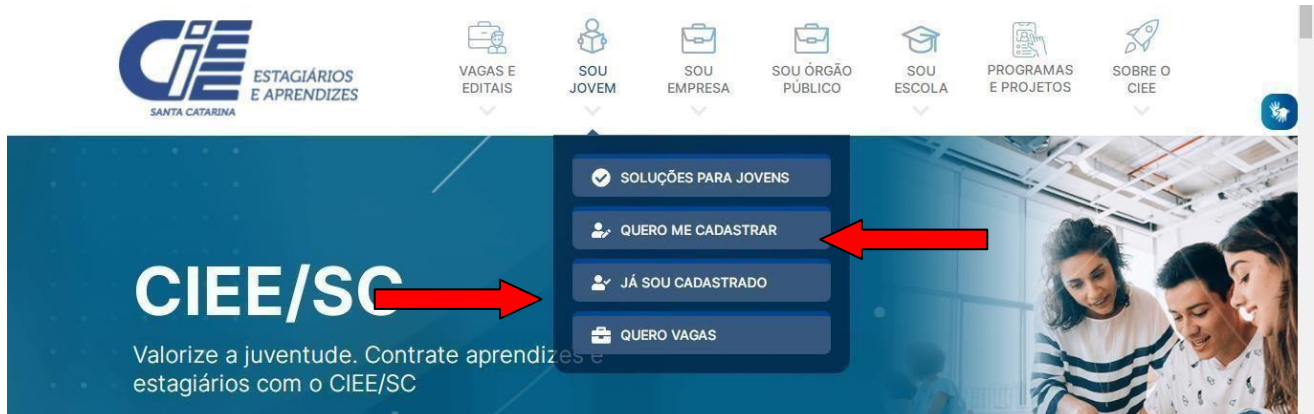 CIEE
ESTAGIÁRIOS
E APRENDIZES
SANTA CATARINA
VAGAS E
EDITAIS
SOU
JOVEM
SOU
EMPRESA
SOU ÓRGÃO
PÚBLICO
SOU
ESCOLA
PROGRAMAS
E PROJETOS
SOBRE O
CIEE
SOLUÇÕES PARA JOVENS
QUERO ME CADASTRAR
JÁ SOU CADASTRADO
QUERO VAGAS
CIEE/SC
Valorize a juventude. Contrate aprendizes e
estagiários com o CIEE/SC